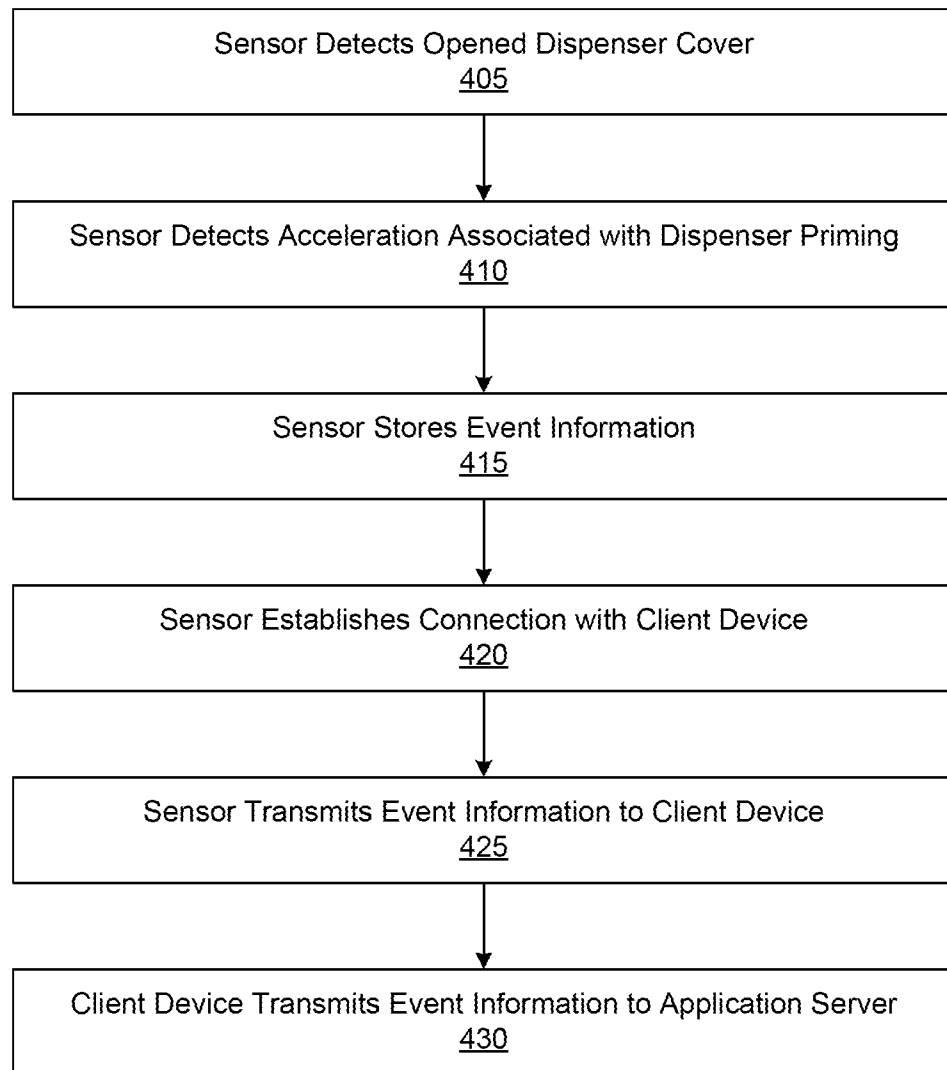 Sensor Detects Opened Dispenser Cover
405
Sensor Detects Acceleration Associated with Dispenser Priming
410
Sensor Stores Event Information
415
Sensor Establishes Connection with Client Device
420
Sensor Transmits Event Information to Client Device
425
Client Device Transmits Event Information to Application Server
430